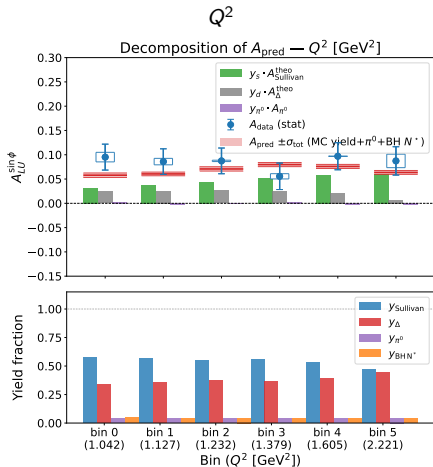 Q²
Decomposition of A_pred — Q² [GeV²]
y_s • A_Sullivan^theo
y_d • A_Δ^theo
y_π⁰ • A_π⁰
A_data (stat)
A_pred ±σ_tot (MC yield+π⁰+BH N*)
A_LU^sin ϕ
0.30
0.25
0.20
0.15
0.10
0.05
0.00
−0.05
−0.10
−0.15
Yield fraction
1.00
0.75
0.50
0.25
0.00
y_Sullivan
y_Δ
y_π⁰
y_BH N*
bin 0 bin 1 bin 2 bin 3 bin 4 bin 5
(1.042) (1.127) (1.232) (1.379) (1.605) (2.221)
Bin (Q² [GeV²])